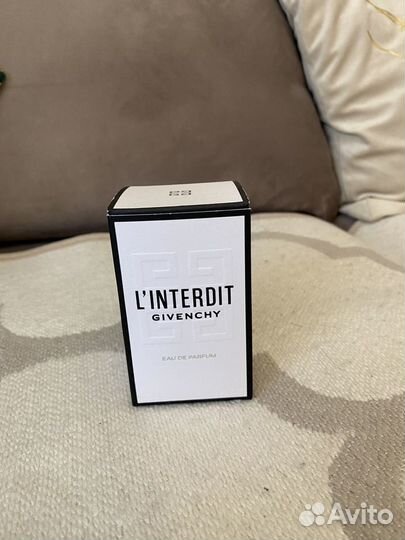 L'INTERDIT
GIVENCHY
EAU DE PARFUM
Avito